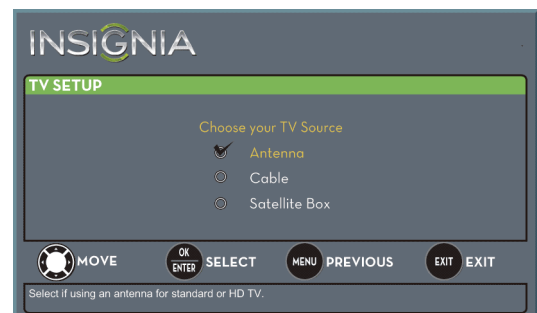 INSIGNIA
TV SETUP
Choose your TV Source
Antenna
Cable
Satellite Box
MOVE OK ENTER SELECT MENU PREVIOUS EXIT EXIT
Select if using an antenna for standard or HD TV.